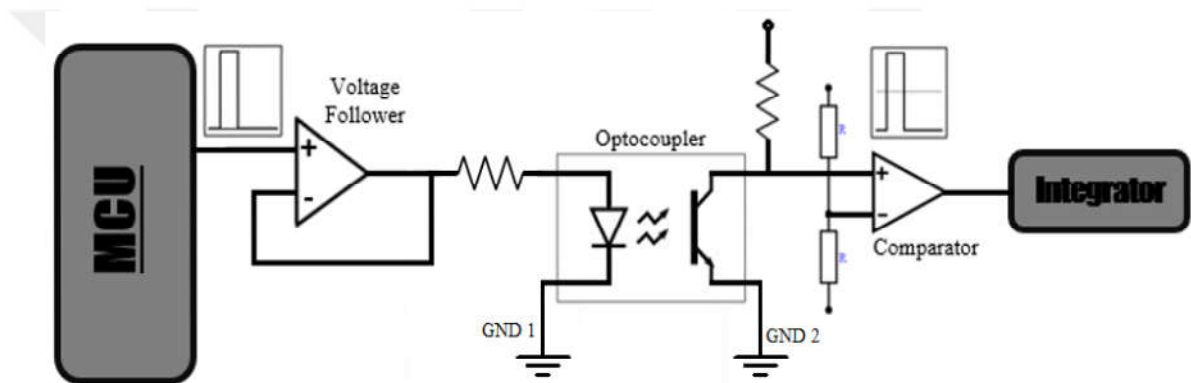 MCU
Voltage
Follower
+
-
Optocoupler
GND 1
GND 2
R
R
+
-
Comparator
Integrator